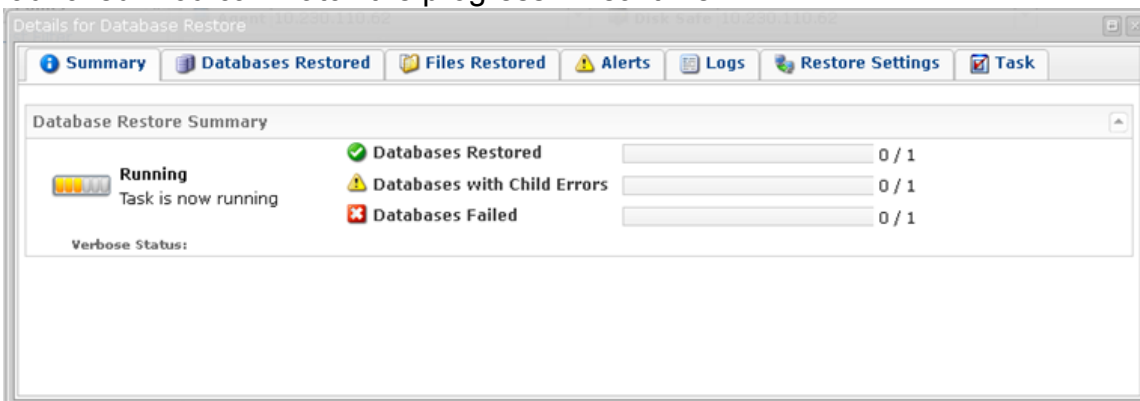 Details for Database Restore
Summary Databases Restored Files Restored Alerts Logs Restore Settings Task
Database Restore Summary
Databases Restored 0 / 1
Running
Task is now running
Databases with Child Errors 0 / 1
Databases Failed 0 / 1
Verbose Status: